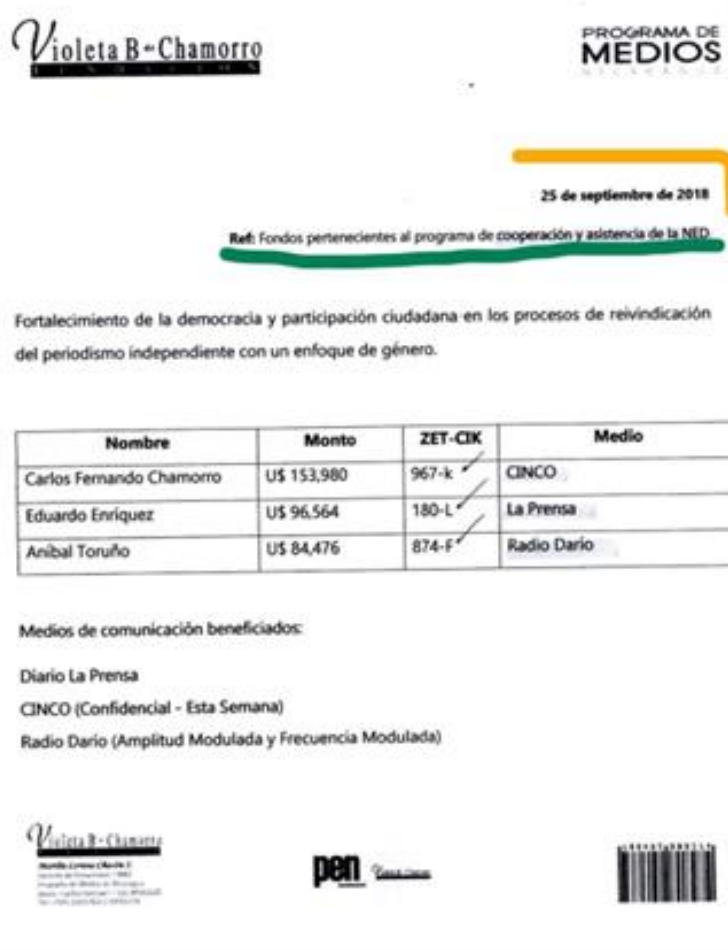 Violeta B Chamorro
FUNDACIÓN
PROGRAMA DE
MEDIOS
NICARAGUA
25 de septiembre de 2018
Ref: Fondos pertenecientes al programa de cooperación y asistencia de la NED
Fortalecimiento de la democracia y participación ciudadana en los procesos de reivindicación
del periodismo independiente con un enfoque de género.
Nombre Monto ZET-CIK Medio
Carlos Fernando Chamorro U$ 153,980 967-k CINCO
Eduardo Enríquez U$ 96,564 180-L La Prensa
Aníbal Toruño U$ 84,476 874-F Radio Darío
Medios de comunicación beneficiados:
Diario La Prensa
CINCO (Confidencial - Esta Semana)
Radio Darío (Amplitud Modulada y Frecuencia Modulada)
Violeta B Chamorro
pen